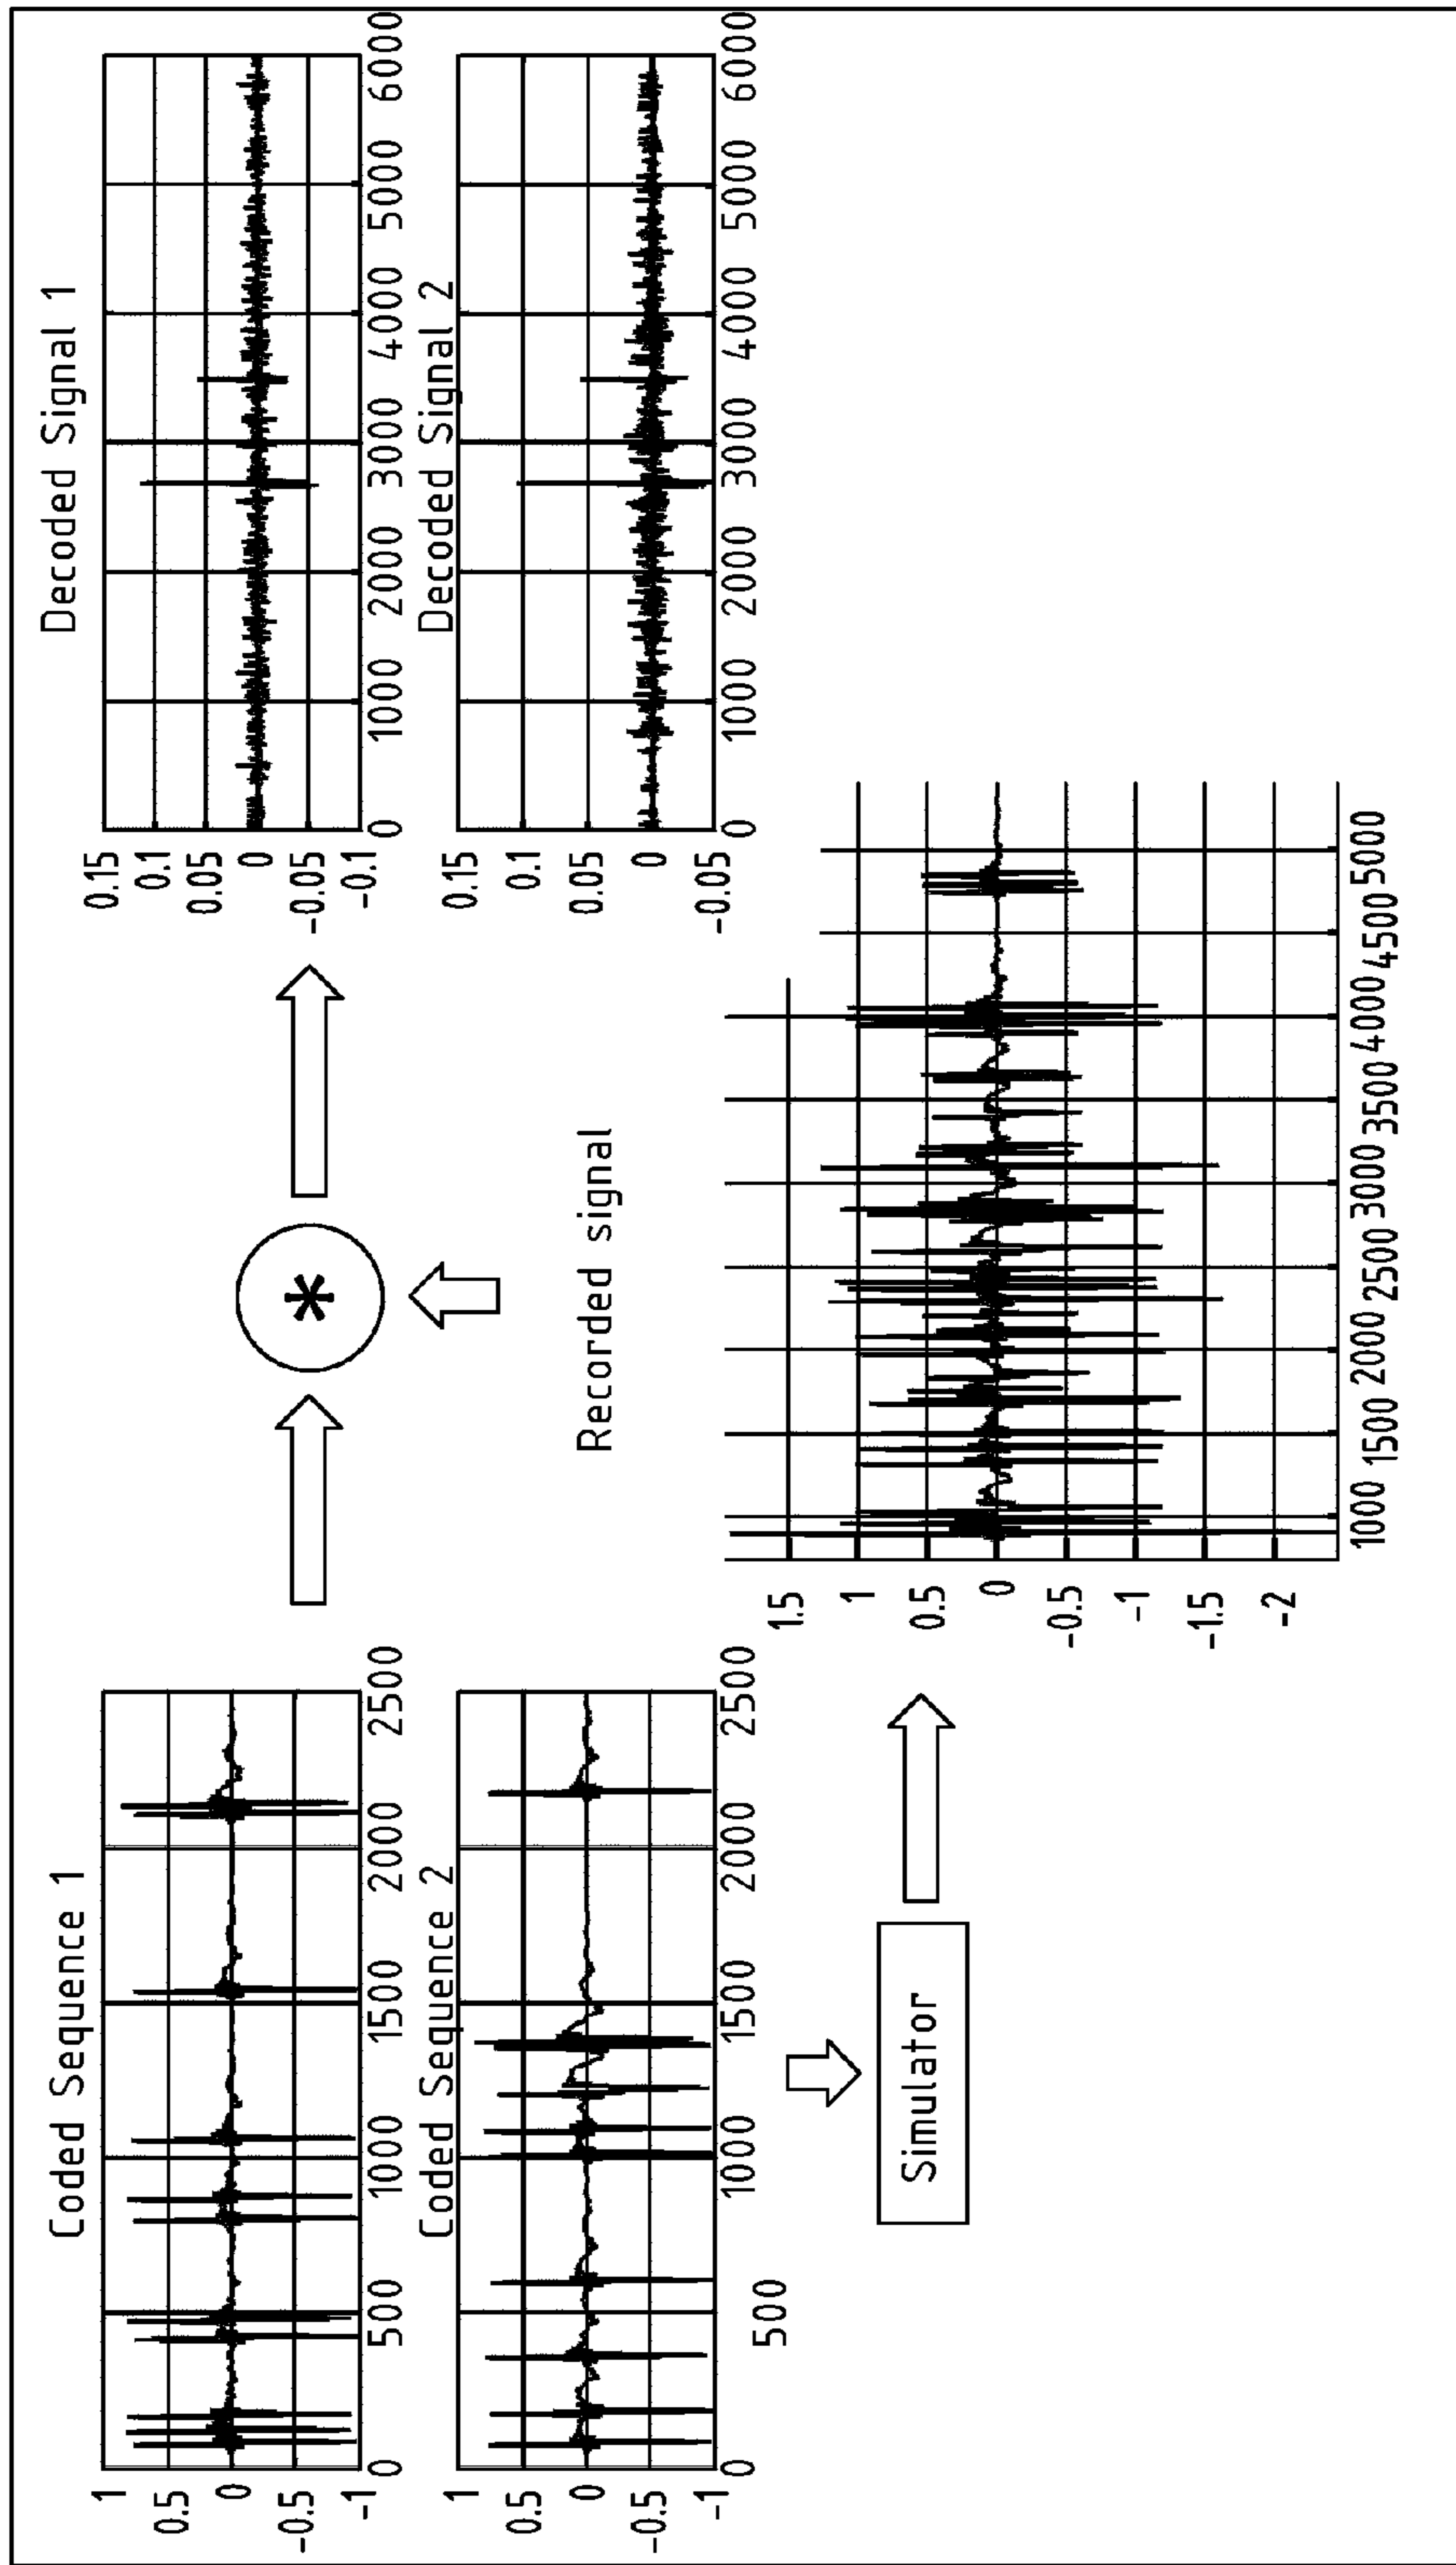 Coded Sequence 1
1
0.5
0
-0.5
-1
0 500 1000 1500 2000 2500
Coded Sequence 2
1
0.5
0
-0.5
-1
0 500 1000 1500 2000 2500
Simulator
*
Recorded signal
1.5
1
0.5
0
-0.5
-1
-1.5
-2
1000 1500 2000 2500 3000 3500 4000 4500 5000
Decoded Signal 1
0.15
0.1
0.05
0
-0.05
-0.1
0 1000 2000 3000 4000 5000 6000
Decoded Signal 2
0.15
0.1
0.05
0
-0.05
0 1000 2000 3000 4000 5000 6000